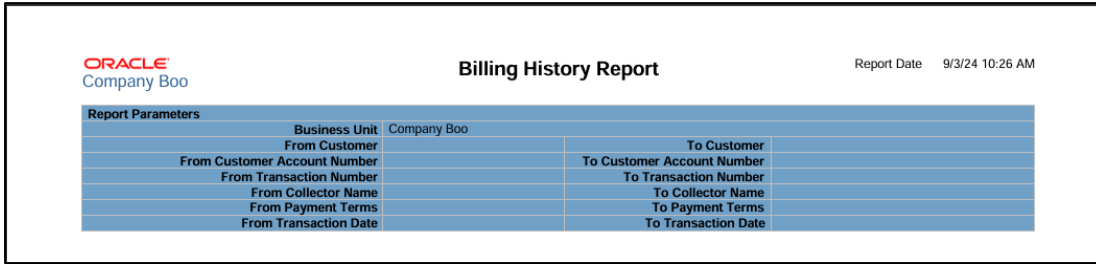 ORACLE
Company Boo
Billing History Report
Report Date 9/3/24 10:26 AM
Report Parameters
Business Unit Company Boo
From Customer To Customer
From Customer Account Number To Customer Account Number
From Transaction Number To Transaction Number
From Collector Name To Collector Name
From Payment Terms To Payment Terms
From Transaction Date To Transaction Date